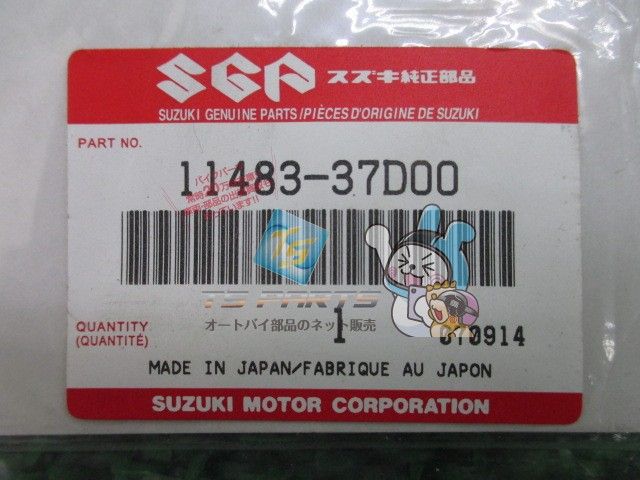 SGP スズキ純正部品
SUZUKI GENUINE PARTS/PIÈCES D'ORIGINE DE SUZUKI
PART NO.
11483-37D00
TS PARTS
オートバイ部品のネット販売
QUANTITY
(QUANTITÉ)
1
070914
MADE IN JAPAN/FABRIQUE AU JAPON
SUZUKI MOTOR CORPORATION